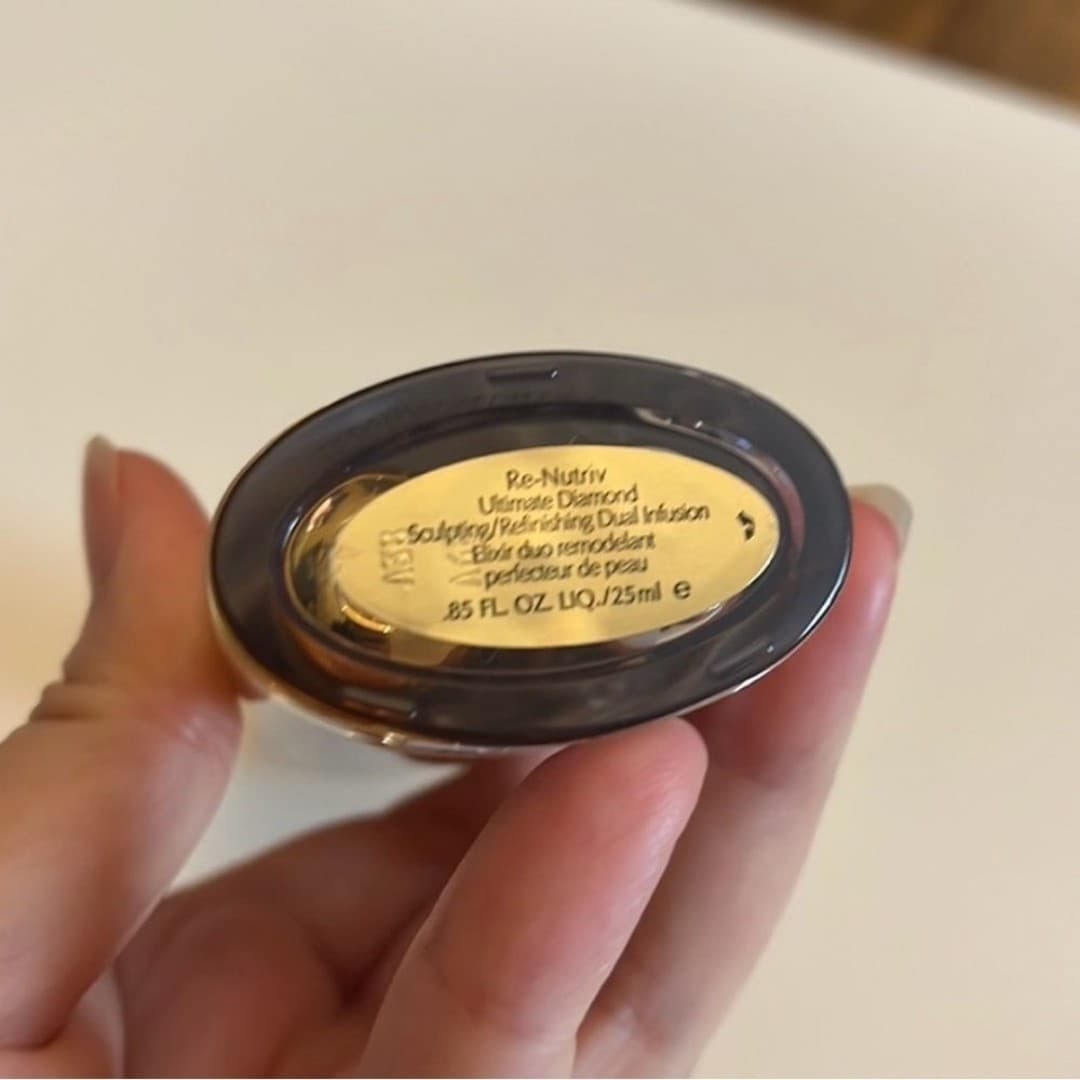 Re-Nutriv
Ultimate Diamond
Sculpting/Refinishing Dual Infusion
Elixir duo remodelant
perfecteur de peau
.85 FL. OZ. LIQ./25ml e